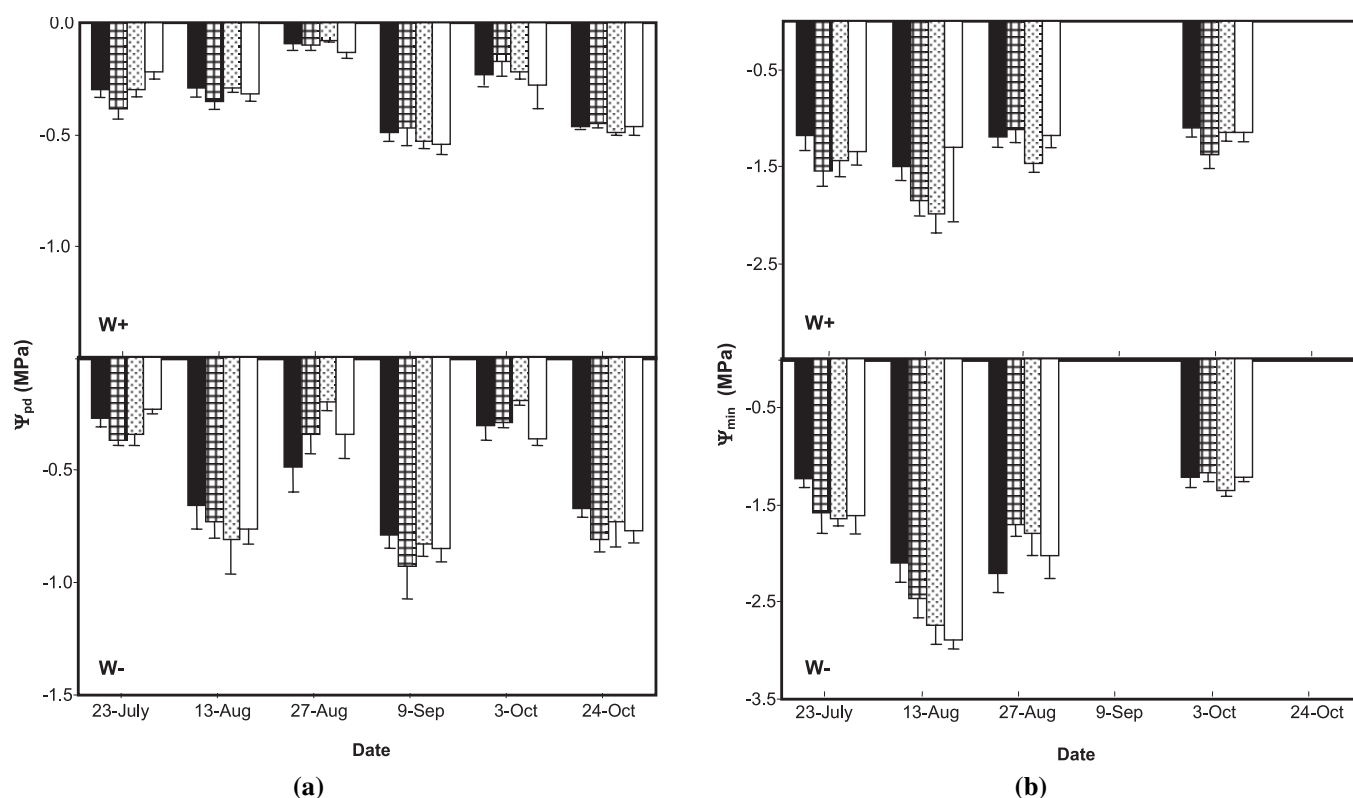 0.0
-0.5
-1.0
W+
Ψpd (MPa)
-0.5
-1.0
W-
-1.5
23-July 13-Aug 27-Aug 9-Sep 3-Oct 24-Oct
Date
(a)
-0.5
-1.5
-2.5
W+
Ψmin (MPa)
-0.5
-1.5
-2.5
W-
-3.5
23-July 13-Aug 27-Aug 9-Sep 3-Oct 24-Oct
Date
(b)